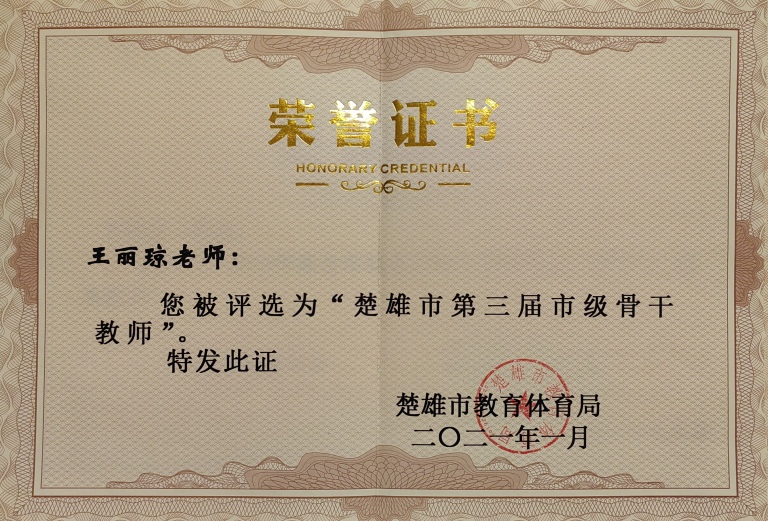 荣誉证书
HONORARY CREDENTIAL
王丽琼老师：
您被评选为“楚雄市第三届市级骨干
教师”。
特发此证
楚雄市教育体育局
二〇二一年一月